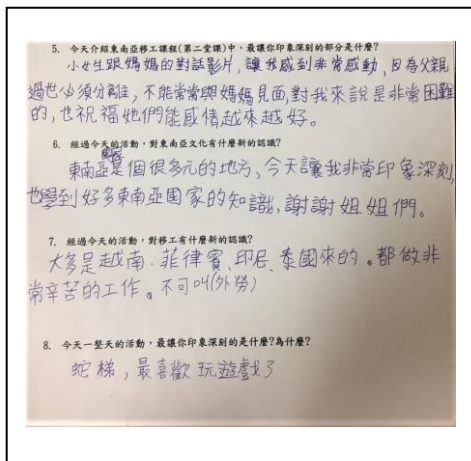 5. 今天介紹東南亞移工課程(第二堂課)中，最讓你印象深刻的部分是什麼?
小女生跟媽媽的對話影片，讓我感到非常感動，因為父親
過世必須分離，不能常常與媽媽見面,對我來說是非常困難
的，也祝福她們能感情越來越好。
6. 經過今天的活動，對東南亞文化有什麼新的認識?
東南亞是個很多元的地方，今天讓我非常印象深刻,
也學到好多東南亞國家的知識，謝謝姐姐們。
7. 經過今天的活動，對移工有什麼新的認識?
大多是越南、菲律賓、印尼、泰國來的。都做非
常辛苦的工作。不可叫(外勞)
8. 今天一整天的活動，最讓你印象深刻的是什麼?為什麼?
蛇梯，最喜歡玩遊戲了